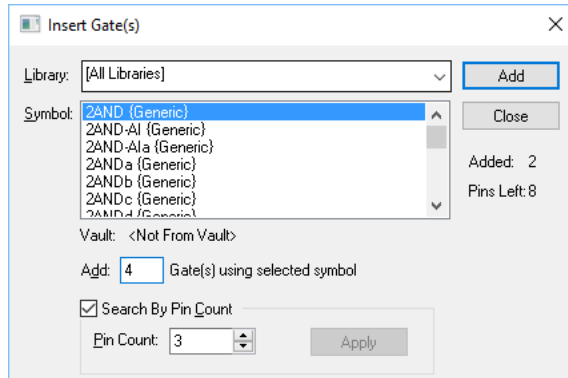 Insert Gate(s)
Library: [All Libraries] Add
Symbol: 2AND {Generic} Close
2AND-AI {Generic}
2AND-AIa {Generic}
2ANDa {Generic}
2ANDb {Generic}
2ANDc {Generic}
2ANDd {Generic}
Added: 2
Pins Left: 8
Vault: <Not From Vault>
Add: 4 Gate(s) using selected symbol
Search By Pin Count
Pin Count: 3 Apply